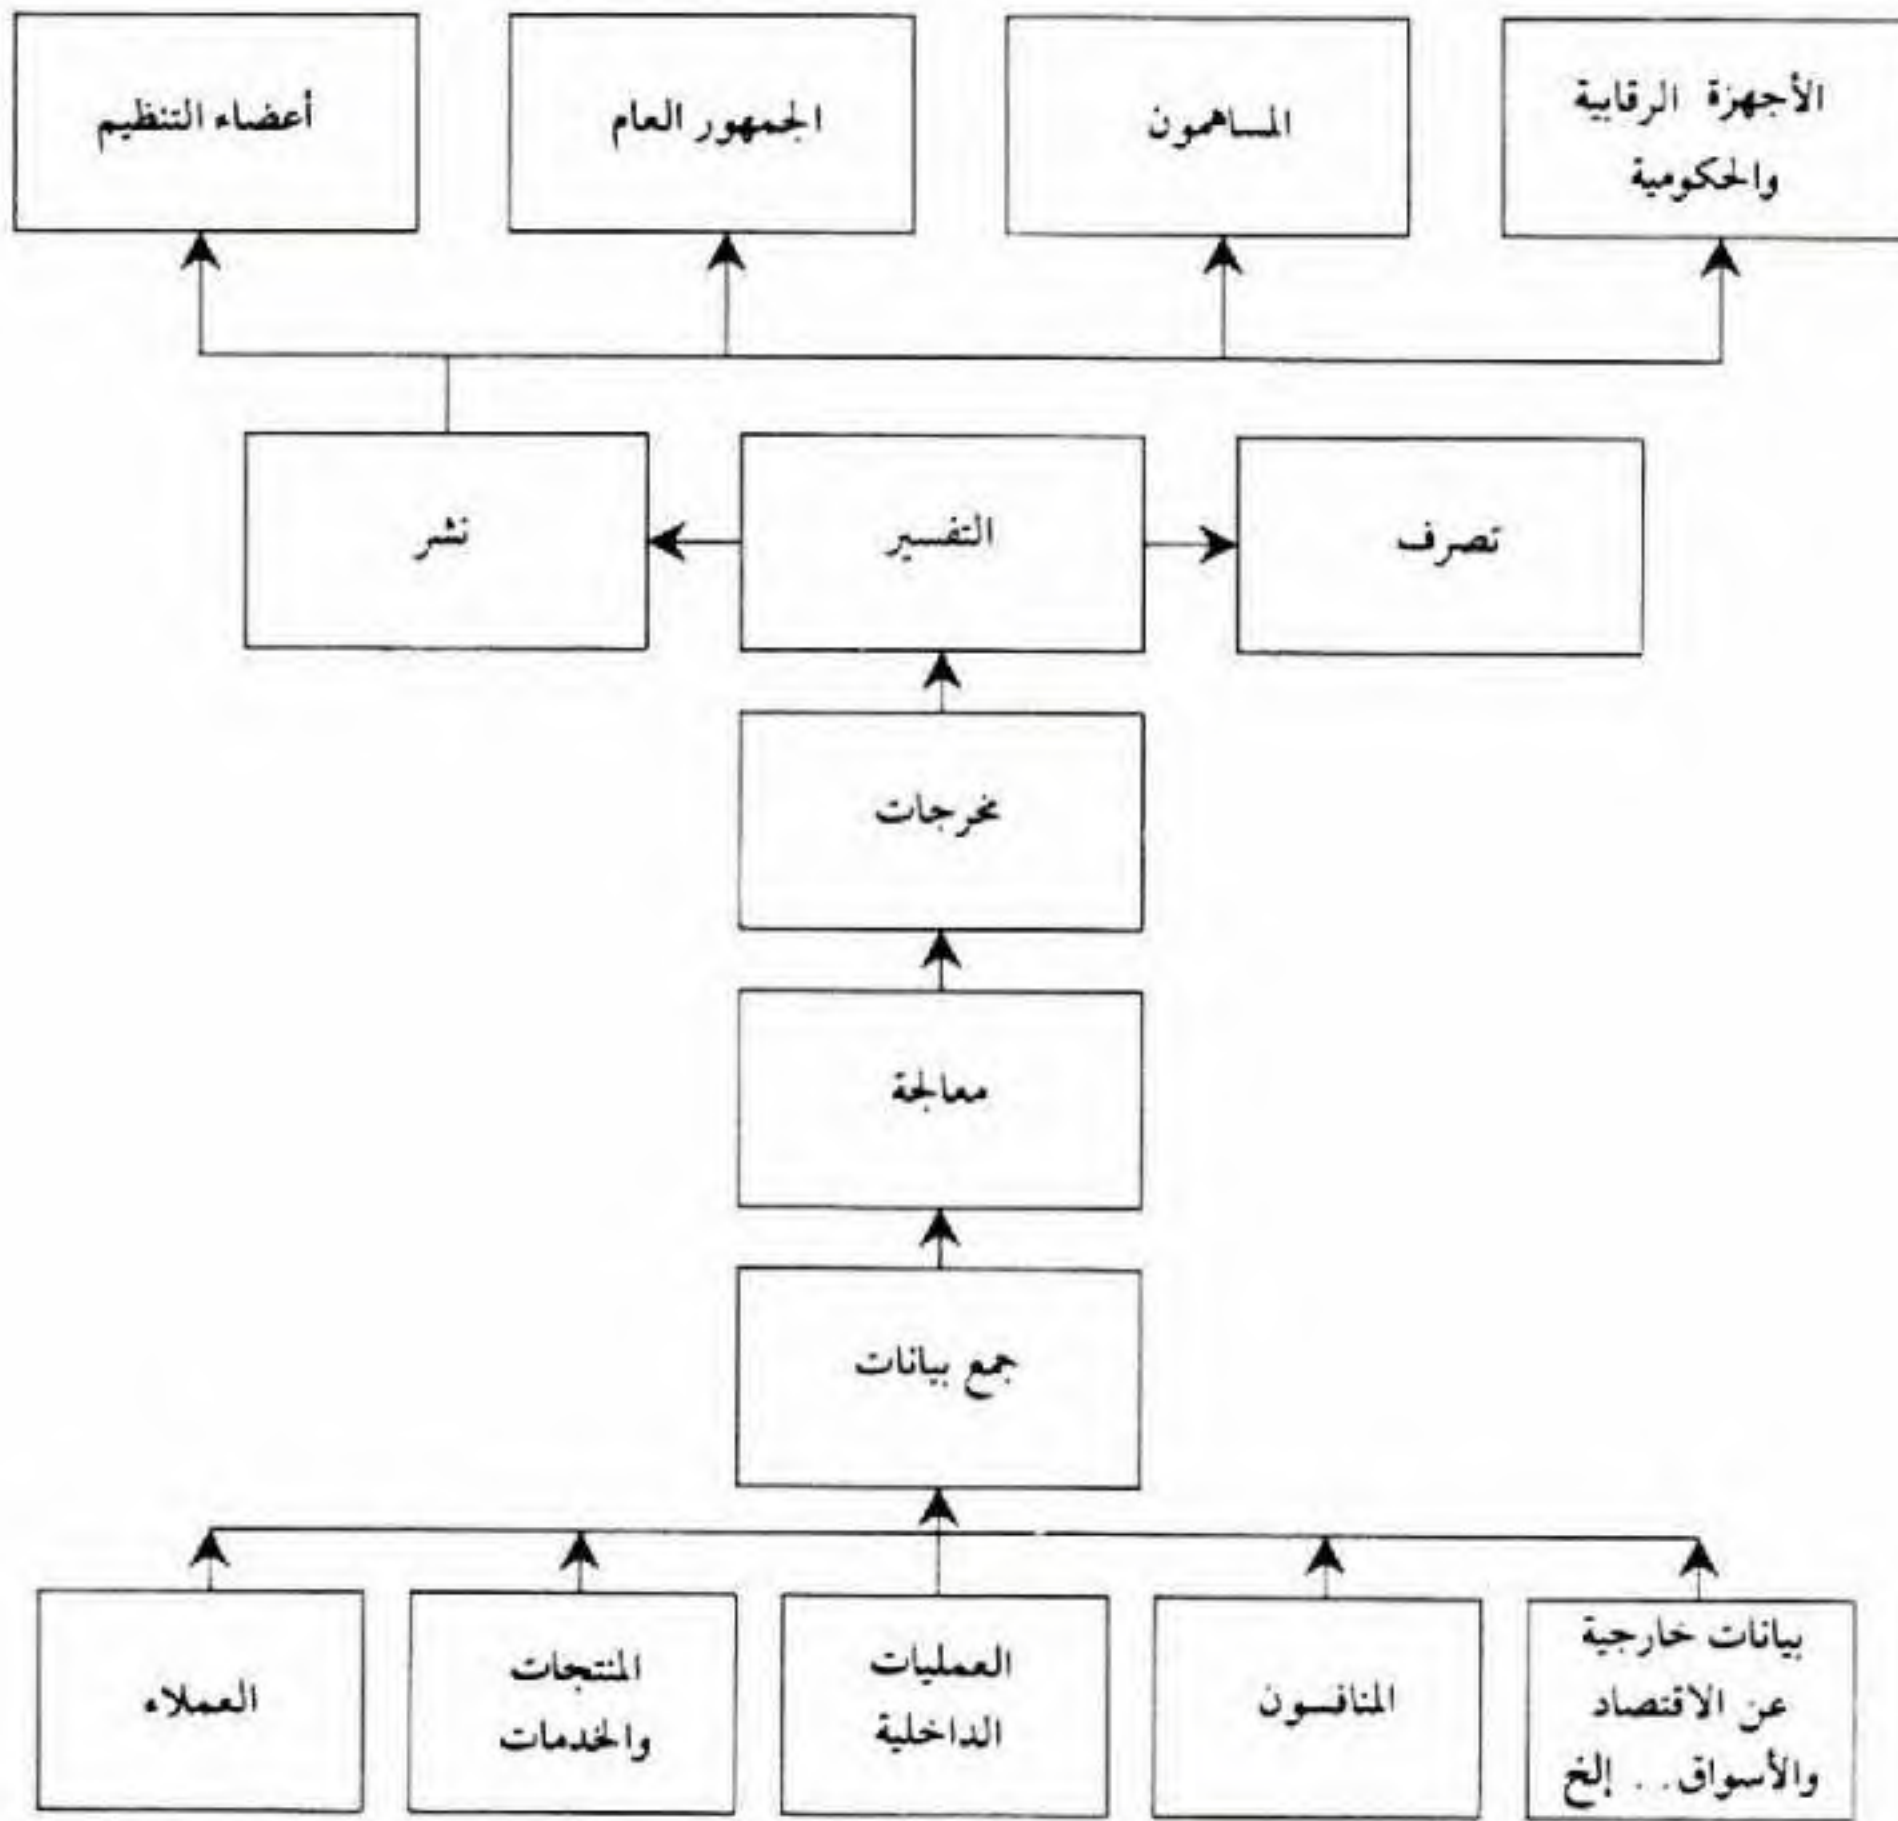 الأجهزة الرقابية
والحكومية
المساهمون
الجمهور العام
أعضاء التنظيم
تصرف
التفسير
نشر
مخرجات
معالجة
جمع بيانات
بيانات خارجية
عن الاقتصاد
والأسواق . . إلخ
المنافسون
العمليات
الداخلية
المنتجات
والخدمات
العملاء